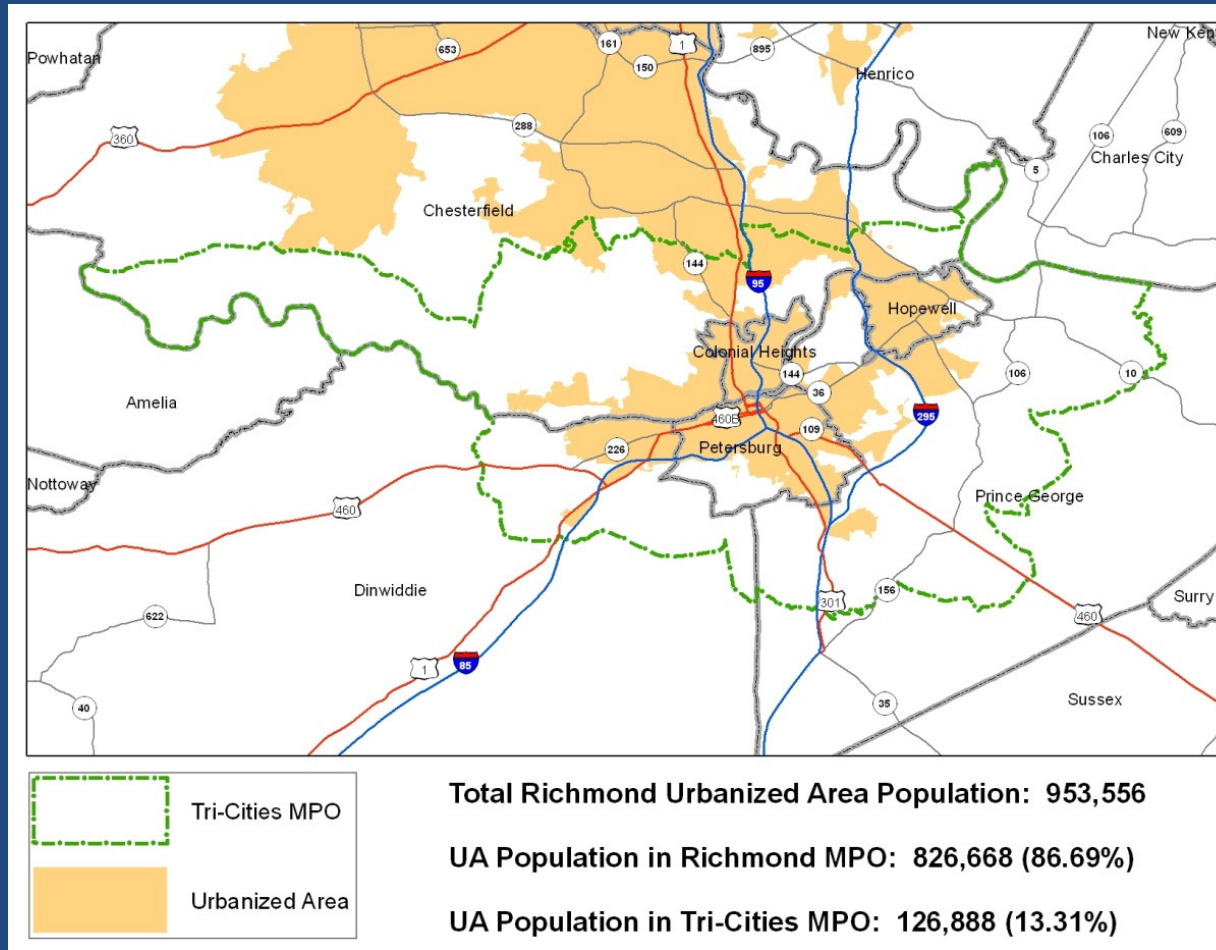 653
161
1
895
New Kent
Powhatan
150
Henrico
360
288
106
609
Charles City
5
Chesterfield
144
95
Hopewell
Colonial Heights
144
106
10
Amelia
36
295
460B
109
226
Petersburg
Nottoway
Prince George
460
Dinwiddie
156
301
Surry
622
460
85
1
Sussex
40
35
Tri-Cities MPO
Urbanized Area
Total Richmond Urbanized Area Population: 953,556
UA Population in Richmond MPO: 826,668 (86.69%)
UA Population in Tri-Cities MPO: 126,888 (13.31%)